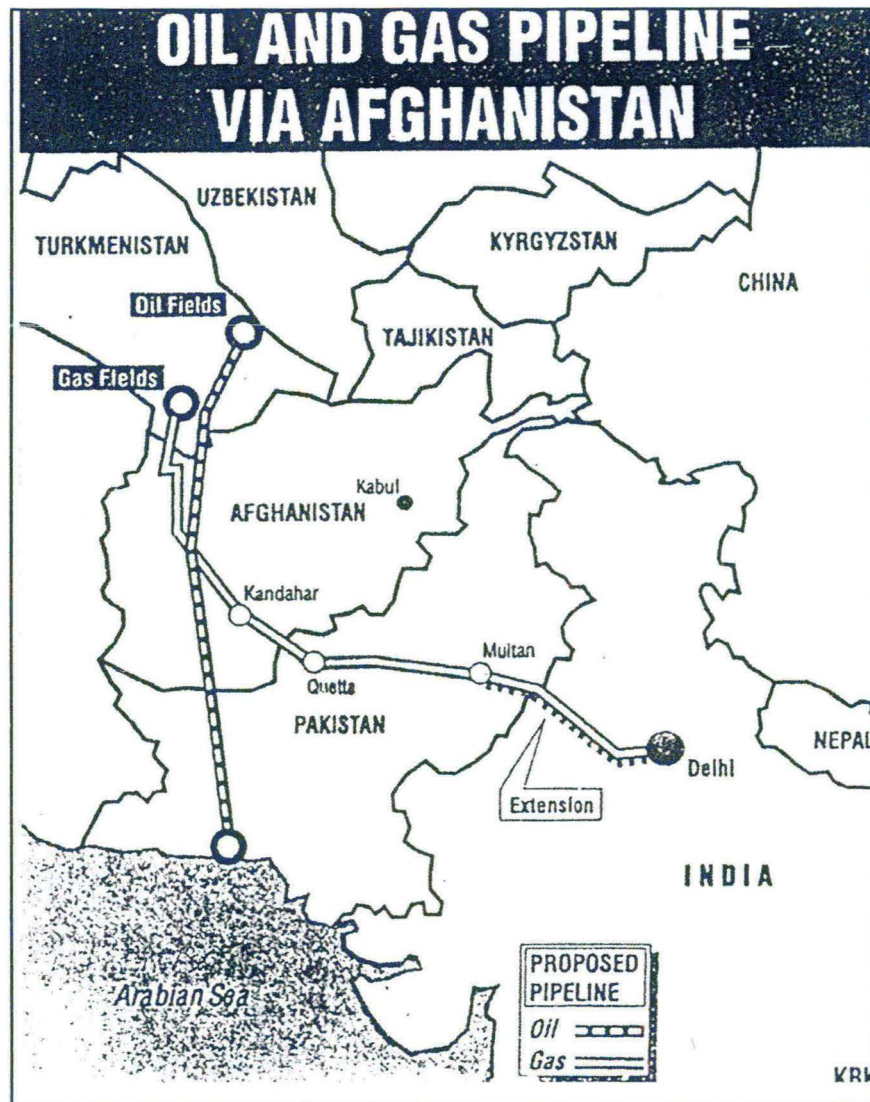 OIL AND GAS PIPELINE
VIA AFGHANISTAN
UZBEKISTAN
TURKMENISTAN
KYRGYZSTAN
CHINA
Oil Fields
TAJIKISTAN
Gas Fields
Kabul
AFGHANISTAN
Kandahar
Multan
Quetta
PAKISTAN
NEPAL
Delhi
Extension
INDIA
PROPOSED
PIPELINE
Arabian Sea
Oil
Gas